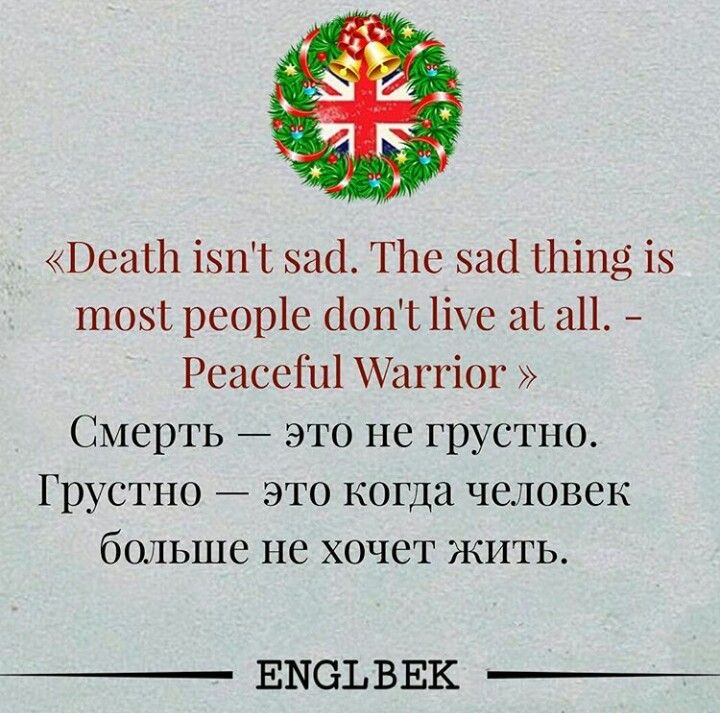 «Death isn't sad. The sad thing is
most people don't live at all. -
Peaceful Warrior »
Смерть — это не грустно.
Грустно — это когда человек
больше не хочет жить.
ENGLBEK